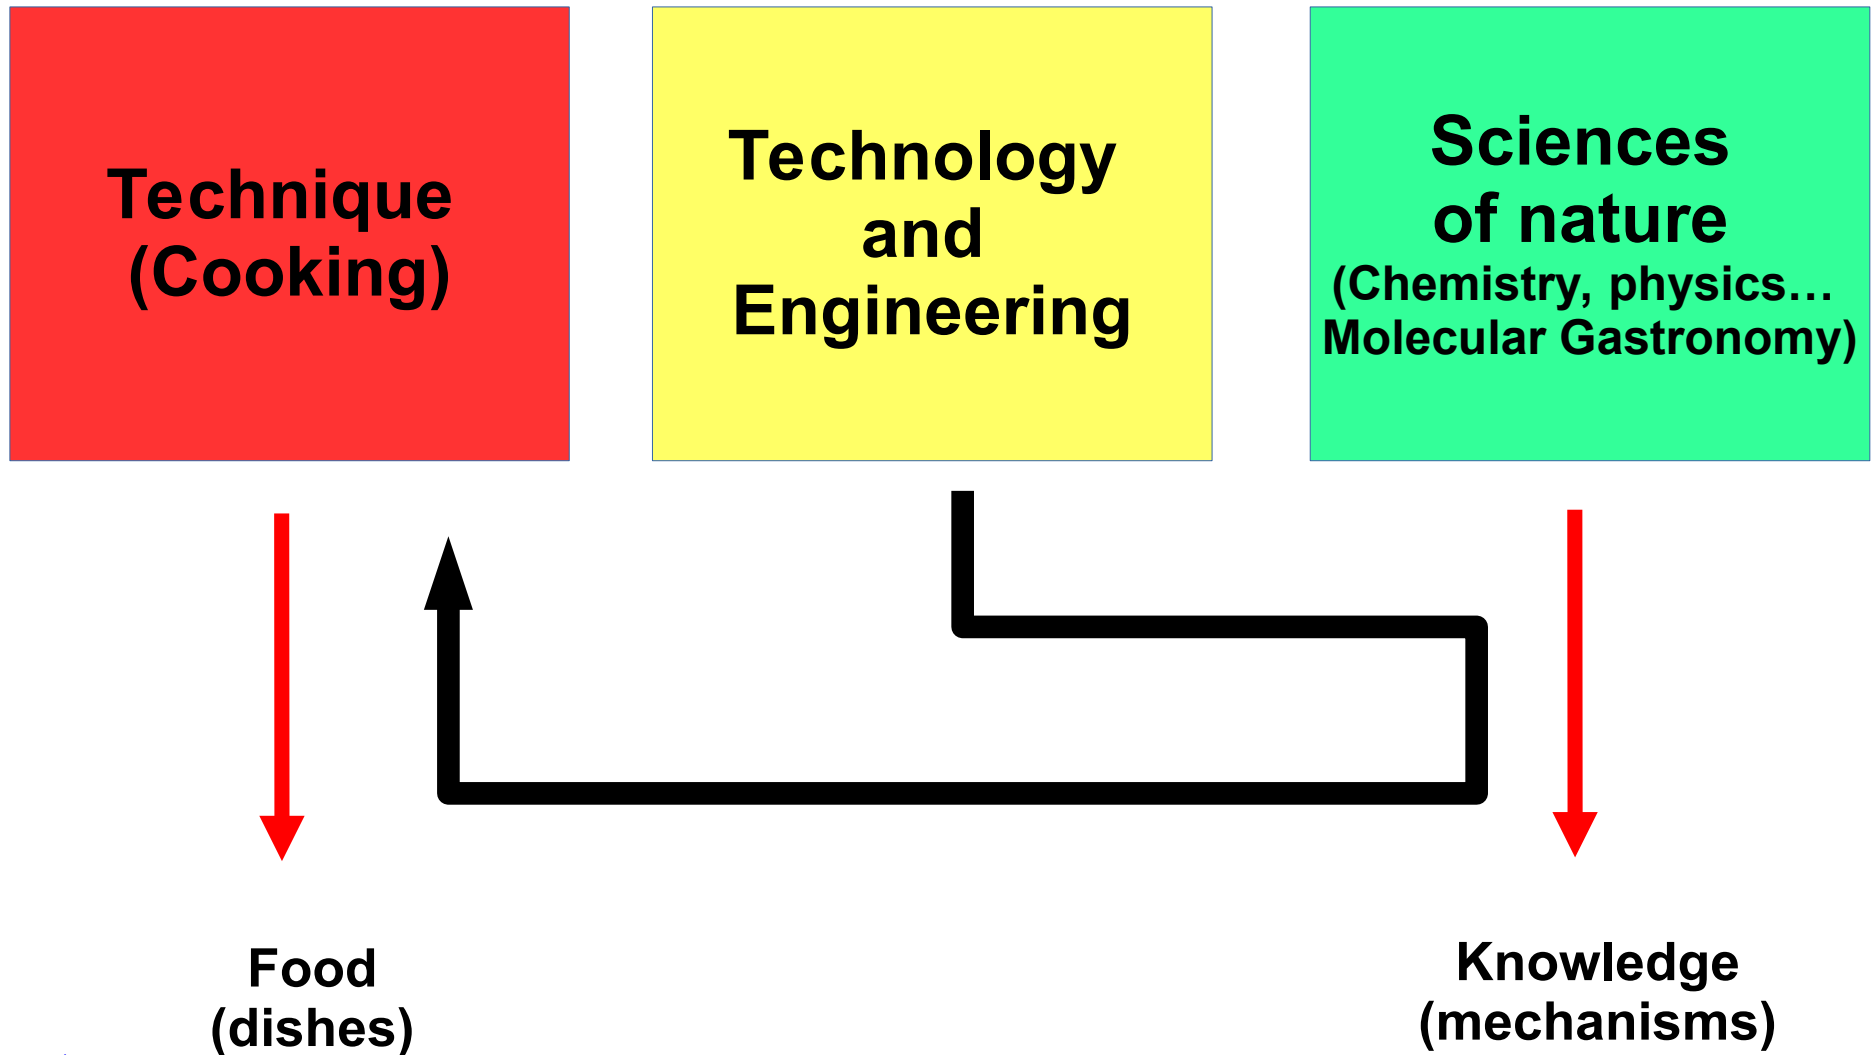 Technique
(Cooking)
Technology
and
Engineering
Sciences
of nature
(Chemistry, physics…
Molecular Gastronomy)
Food
(dishes)
Knowledge
(mechanisms)